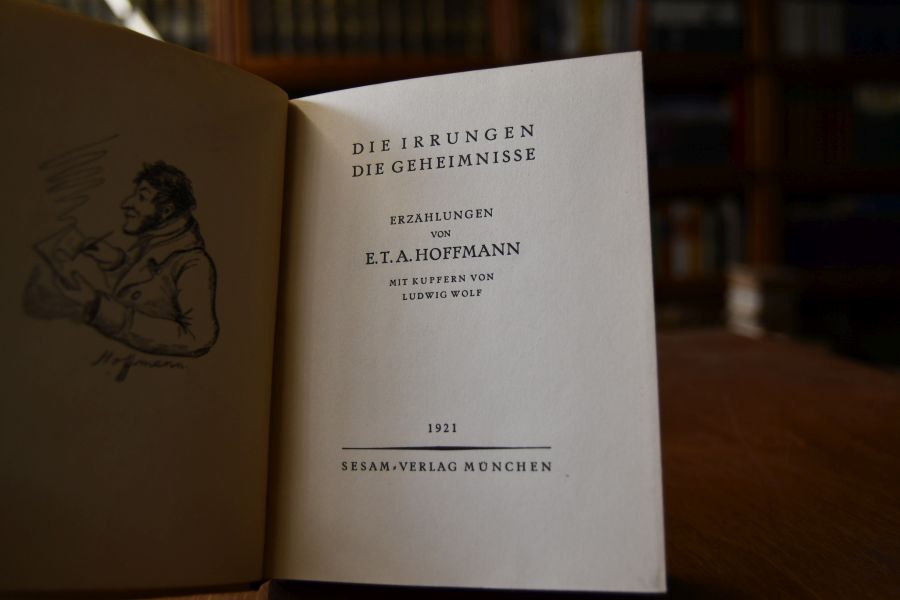 Hoffmann.
DIE IRRUNGEN
DIE GEHEIMNISSE
ERZÄHLUNGEN
VON
E. T. A. HOFFMANN
MIT KUPFERN VON
LUDWIG WOLF
1921
SESAM-VERLAG MÜNCHEN